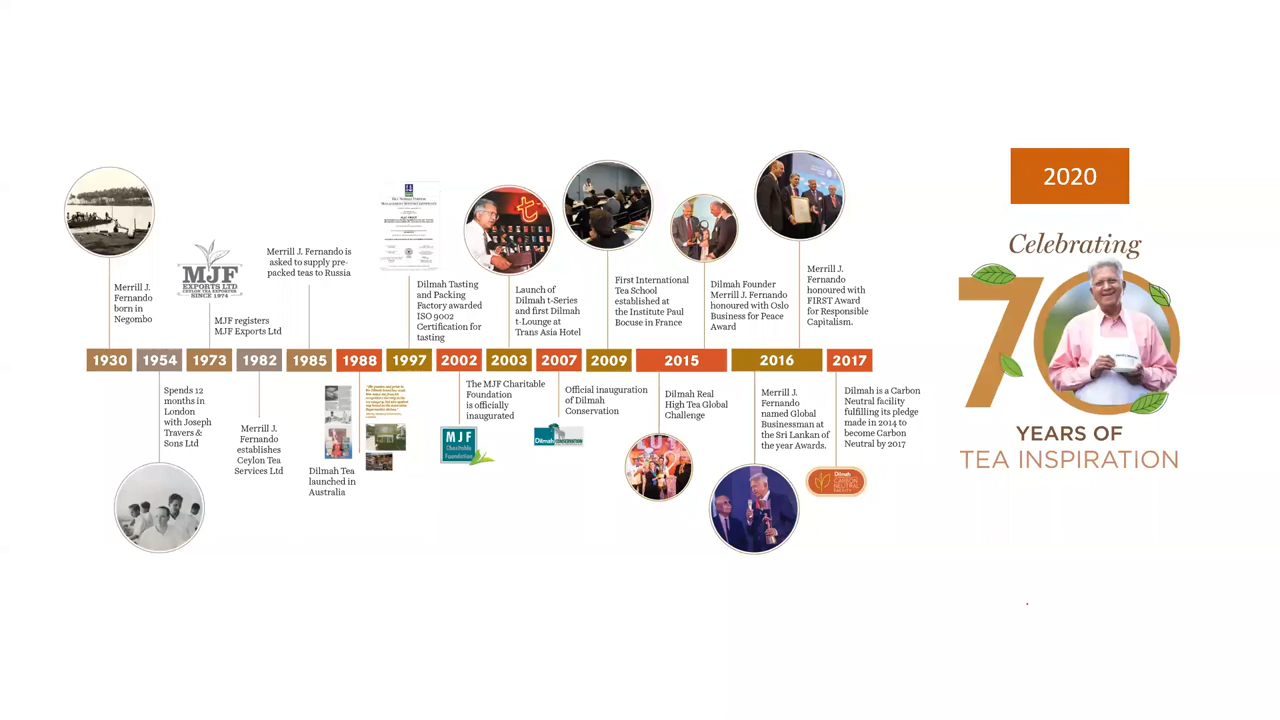 2020
Celebrating
70
YEARS OF
TEA INSPIRATION
Merrill J.
Fernando
born in
Negombo
MJF
EXPORTS LTD
CEYLON TEA EXPORTERS
SINCE 1974
MJF registers
MJF Exports Ltd
Merrill J. Fernando is
asked to supply pre-
packed teas to Russia
Dilmah Tasting
and Packing
Factory awarded
ISO 9002
Certification for
tasting
t
Launch of
Dilmah t-Series
and first Dilmah
t-Lounge at
Trans Asia Hotel
First International
Tea School
established at
the Institute Paul
Bocuse in France
Dilmah Founder
Merrill J. Fernando
honoured with Oslo
Business for Peace
Award
Merrill J.
Fernando
honoured with
FIRST Award
for Responsible
Capitalism.
1930 1954 1973 1982 1985 1988 1997 2002 2003 2007 2009 2015 2016 2017
Spends 12
months in
London
with Joseph
Travers &
Sons Ltd
Merrill J.
Fernando
establishes
Ceylon Tea
Services Ltd
Dilmah Tea
launched in
Australia
The MJF Charitable
Foundation
is officially
inaugurated
MJF
Charitable
Foundation
Official inauguration
of Dilmah
Conservation
Dilmah CONSERVATION
Dilmah Real
High Tea Global
Challenge
Merrill J.
Fernando
named Global
Businessman at
the Sri Lankan of
the year Awards.
Dilmah is a Carbon
Neutral facility
fulfilling its pledge
made in 2014 to
become Carbon
Neutral by 2017
Dilmah
CARBON
NEUTRAL
FACILITY